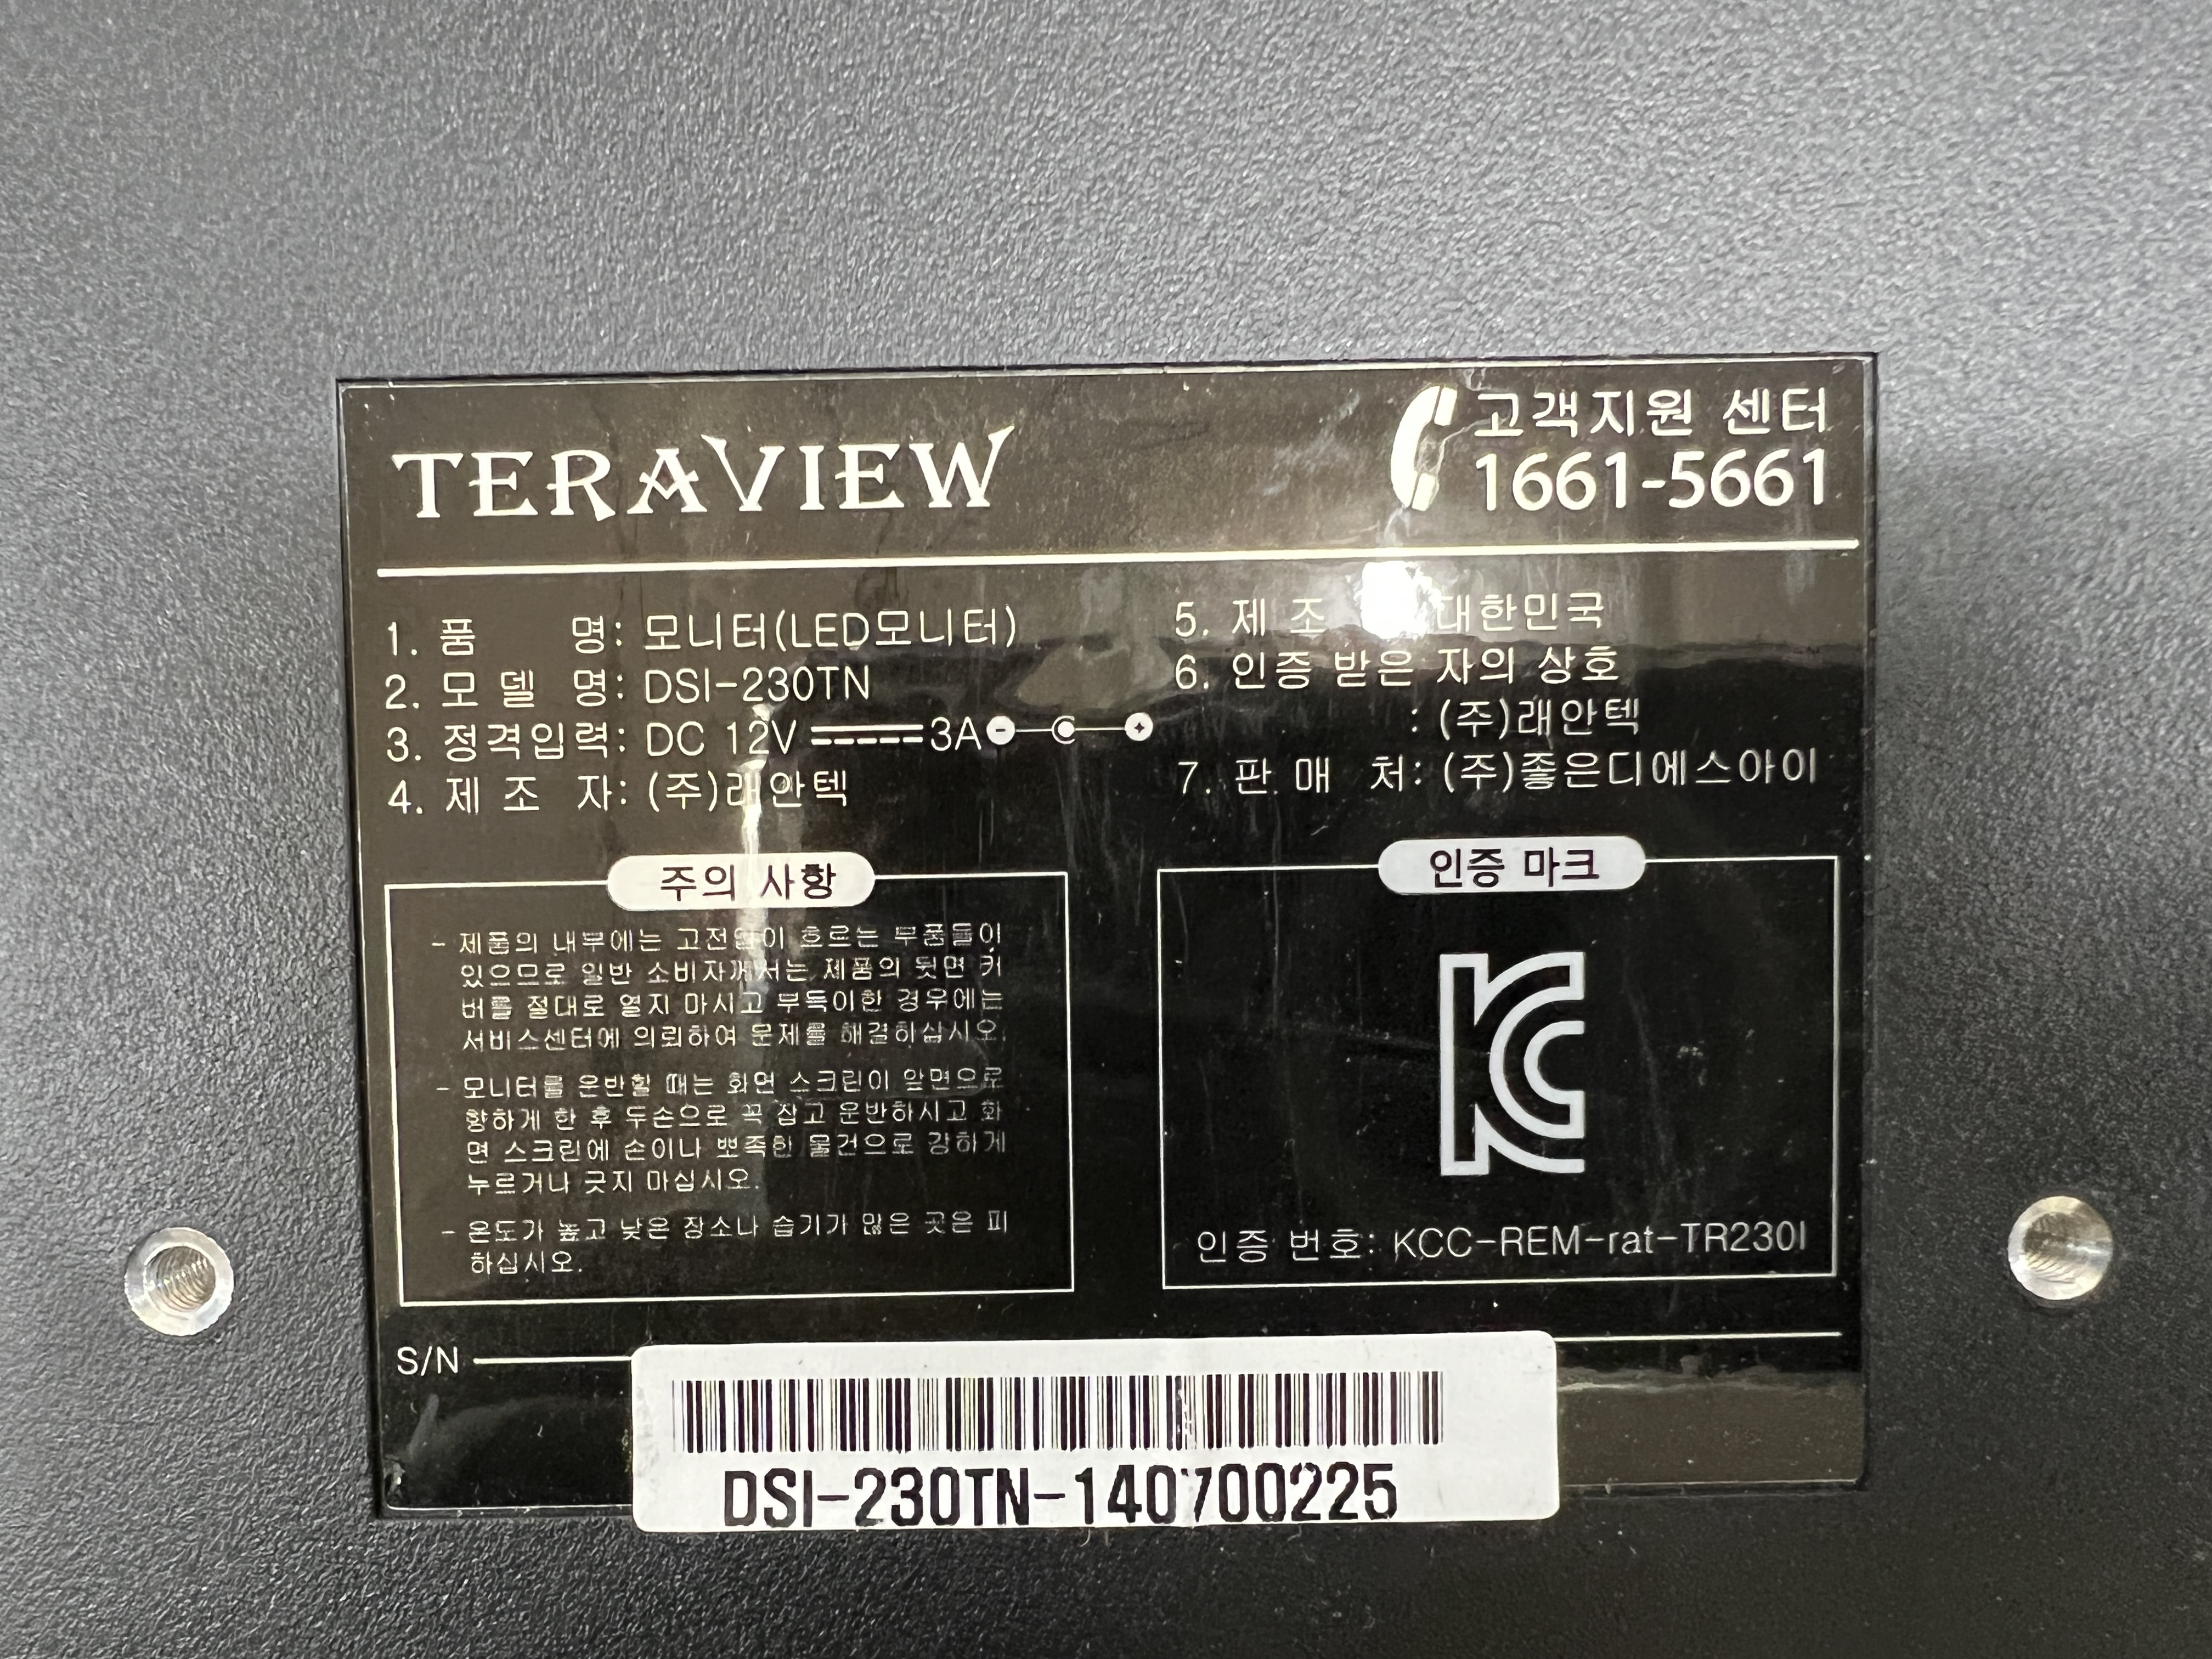 TERAVIEW
고객지원 센터
1661-5661
1. 품 명: 모니터(LED모니터)
2. 모 델 명: DSI-230TN
3. 정격입력: DC 12V 3A
4. 제 조 자: (주)래안텍
5. 제 조 대한민국
6. 인증 받은 자의 상호
: (주)래안텍
7. 판 매 처: (주)좋은디에스아이
주의 사항
- 제품의 내부에는 고전압이 흐르는 부품들이
있으므로 일반 소비자께서는 제품의 뒷면 커
버를 절대로 열지 마시고 부득이한 경우에는
서비스센터에 의뢰하여 문제를 해결하십시오.
- 모니터를 운반할 때는 화면 스크린이 앞면으로
향하게 한 후 두손으로 꼭 잡고 운반하시고 화
면 스크린에 손이나 뾰족한 물건으로 강하게
누르거나 긋지 마십시오.
- 온도가 높고 낮은 장소나 습기가 많은 곳은 피
하십시오.
인증 마크
KC
인증 번호: KCC-REM-rat-TR230I
S/N
DSI-230TN-140700225